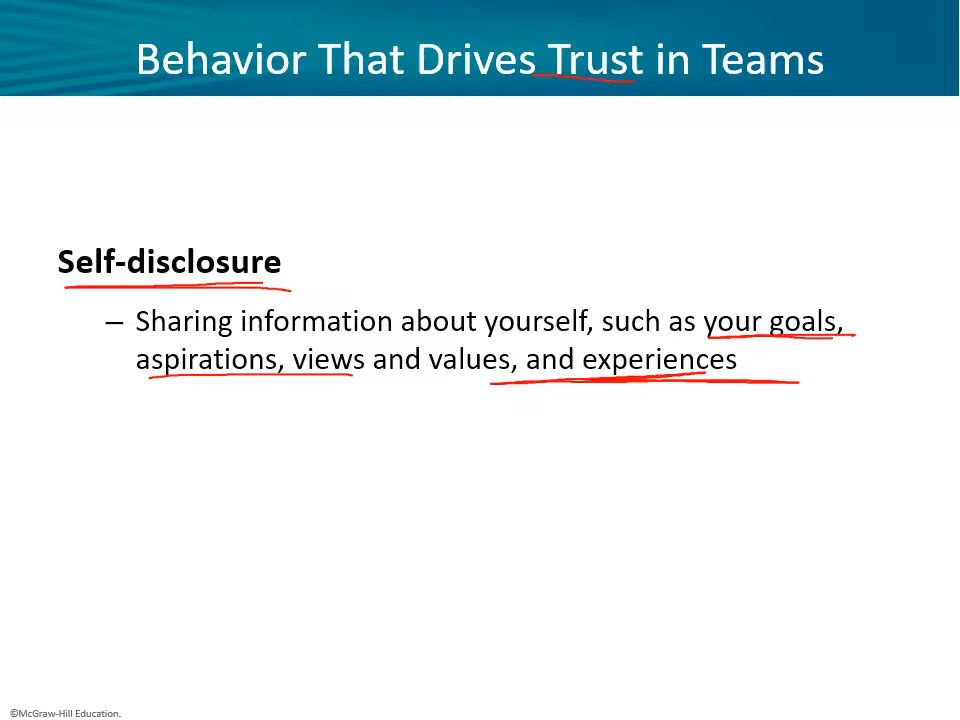 Behavior That Drives Trust in Teams
Self-disclosure
– Sharing information about yourself, such as your goals,
aspirations, views and values, and experiences
©McGraw-Hill Education.